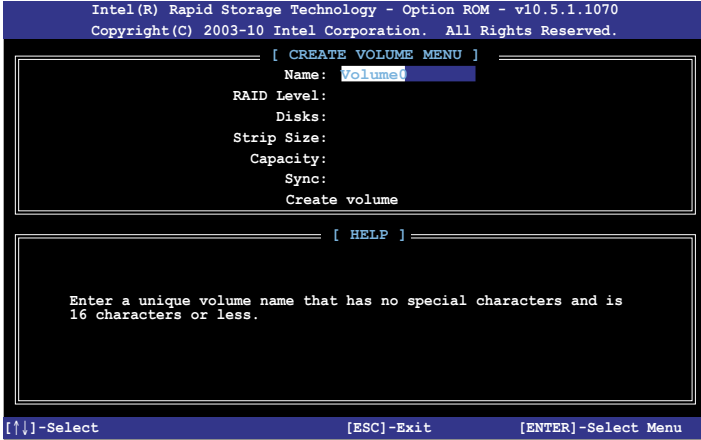 Intel(R) Rapid Storage Technology - Option ROM - v10.5.1.1070
Copyright(C) 2003-10 Intel Corporation. All Rights Reserved.
[ CREATE VOLUME MENU ]
Name: Volume0
RAID Level:
Disks:
Strip Size:
Capacity:
Sync:
Create volume
[ HELP ]
Enter a unique volume name that has no special characters and is
16 characters or less.
[↑↓]-Select [ESC]-Exit [ENTER]-Select Menu